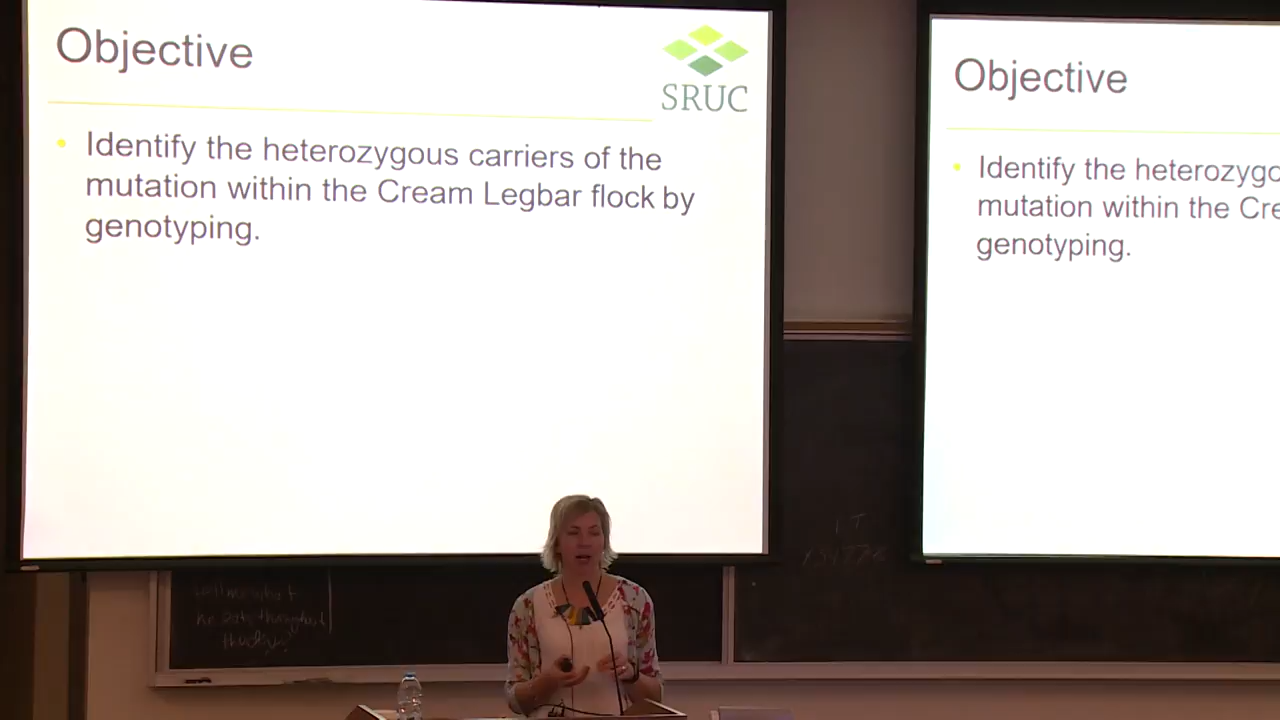 Objective
SRUC
• Identify the heterozygous carriers of the
mutation within the Cream Legbar flock by
genotyping.
Objective
• Identify the heterozygo
mutation within the Cre
genotyping.